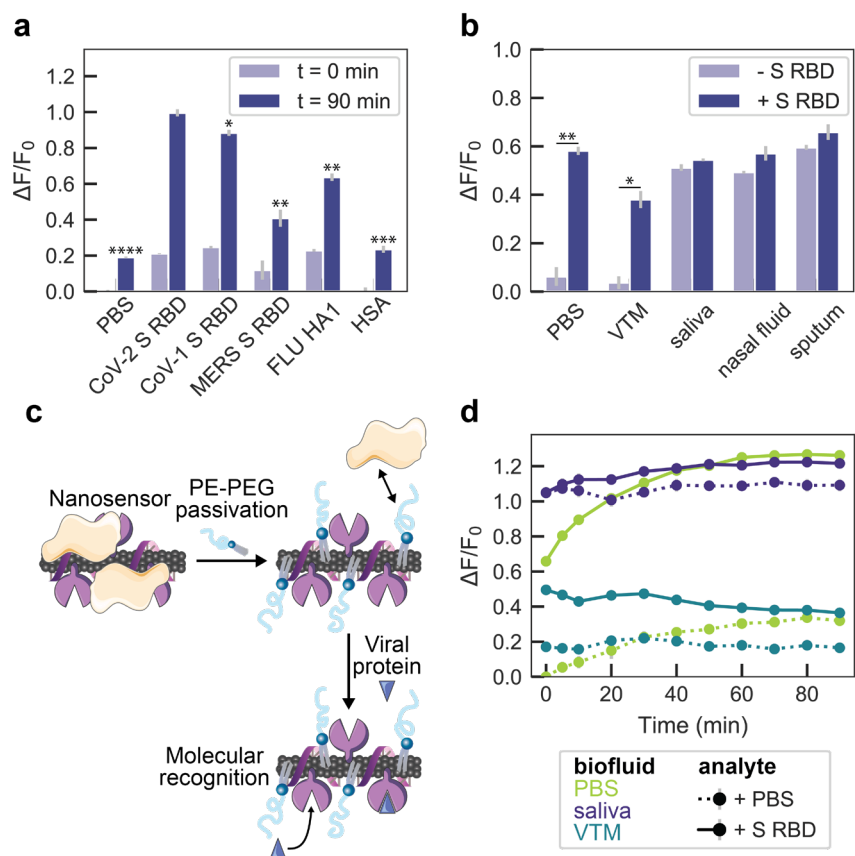 a
ΔF/F0
1.2
1.0
0.8
0.6
0.4
0.2
0.0
t = 0 min
t = 90 min
****
*
**
**
***
PBS
CoV-2 S RBD
CoV-1 S RBD
MERS S RBD
FLU HA1
HSA
b
ΔF/F0
1.0
0.8
0.6
0.4
0.2
0.0
- S RBD
+ S RBD
**
*
PBS
VTM
saliva
nasal fluid
sputum
c
Nanosensor
PE-PEG
passivation
Viral
protein
Molecular
recognition
d
ΔF/F0
1.2
1.0
0.8
0.6
0.4
0.2
0.0
0
20
40
60
80
Time (min)
biofluid
PBS
saliva
VTM
analyte
+ PBS
+ S RBD